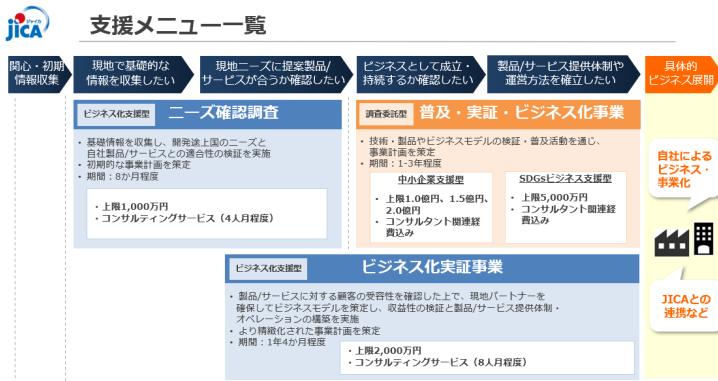 ジャイカ
jICA
支援メニュー一覧
関心・初期
情報収集
現地で基礎的な
情報を収集したい
現地ニーズに提案製品/
サービスが合うか確認したい
ビジネスとして成立・
持続するか確認したい
製品/サービス提供体制や
運営方法を確立したい
具体的
ビジネス展開
ビジネス化支援型 ニーズ確認調査
・ 基礎情報を収集し、開発途上国のニーズと
自社製品/サービスとの適合性の検証を実施
・ 初期的な事業計画を策定
・ 期間：8か月程度
・上限1,000万円
・コンサルティングサービス（4人月程度）
調査委託型 普及・実証・ビジネス化事業
・ 技術・製品やビジネスモデルの検証・普及活動を通じ、
事業計画を策定
・ 期間：1-3年程度
中小企業支援型
・ 上限1.0億円、1.5億円、
2.0億円
・ コンサルタント関連経
費込み
SDGsビジネス支援型
・ 上限5,000万円
・ コンサルタント関連経
費込み
自社による
ビジネス・
事業化
JICAとの
連携など
ビジネス化支援型 ビジネス化実証事業
・ 製品/サービスに対する顧客の受容性を確認した上で、現地パートナーを
確保してビジネスモデルを策定し、収益性の検証と製品/サービス提供体制・
オペレーションの構築を実施
・ より精緻化された事業計画を策定
・ 期間：1年4か月程度
・上限2,000万円
・コンサルティングサービス（8人月程度）